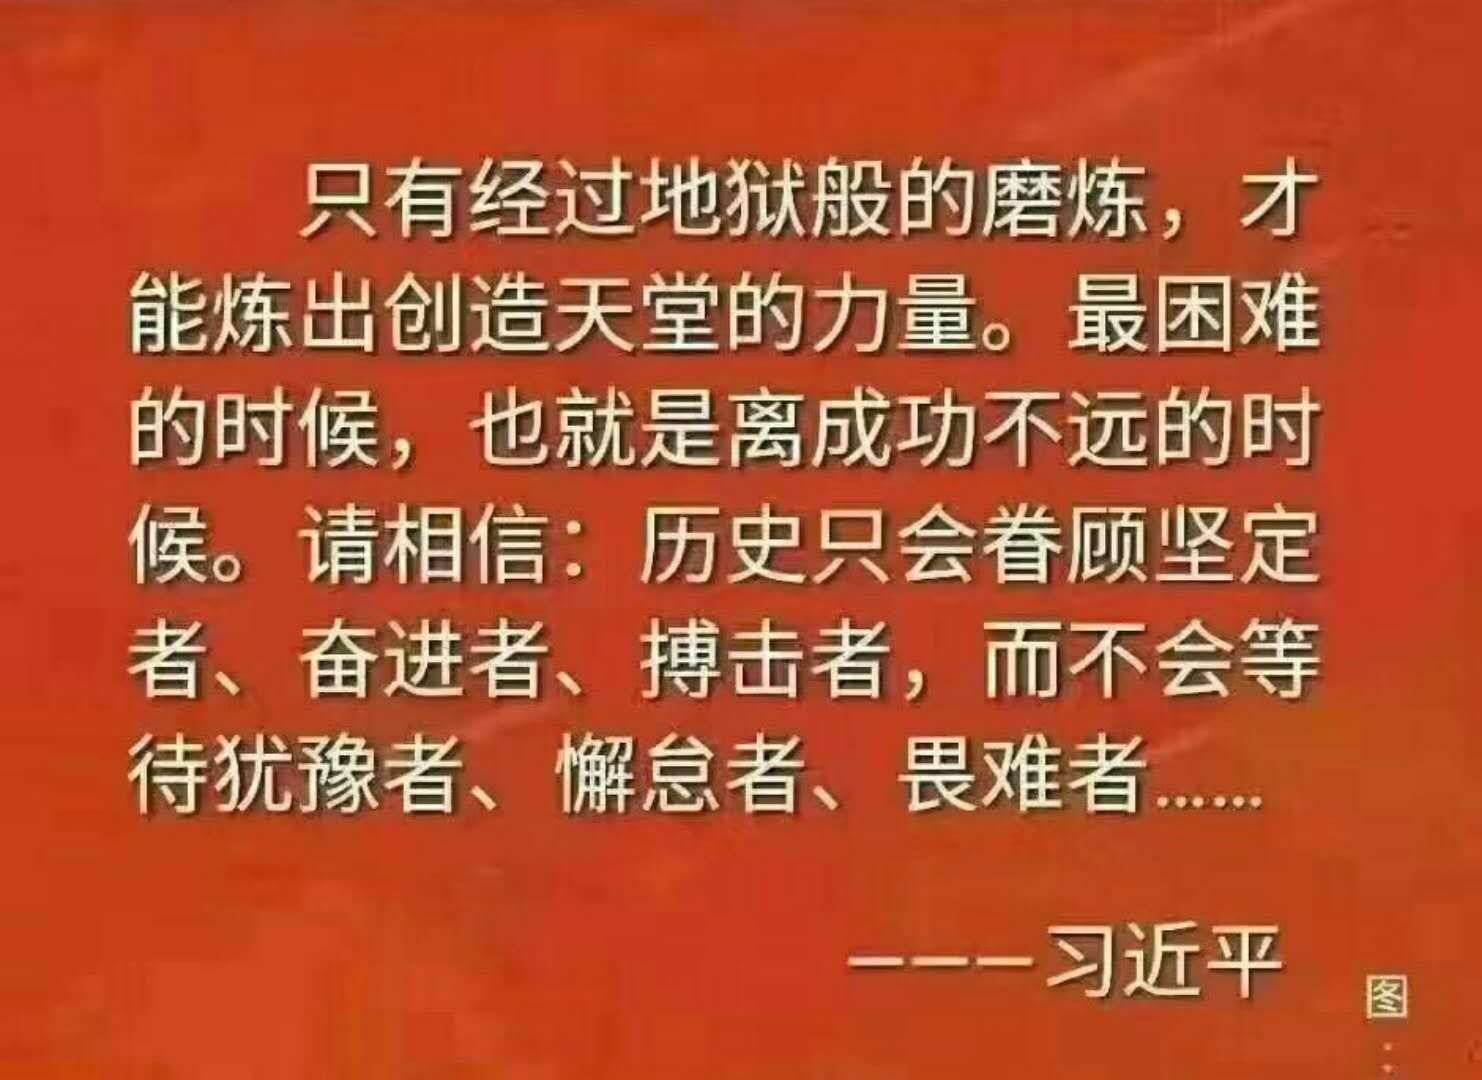 只有经过地狱般的磨炼，才
能炼出创造天堂的力量。最困难
的时候，也就是离成功不远的时
候。请相信：历史只会眷顾坚定
者、奋进者、搏击者，而不会等
待犹豫者、懈怠者、畏难者……
———习近平
图